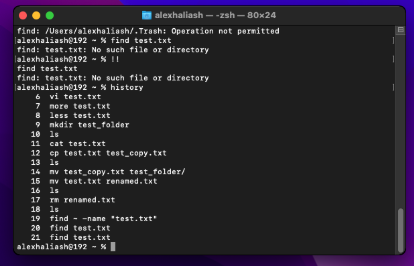 alexhaliash — -zsh — 80×24
find: /Users/alexhaliash/.Trash: Operation not permitted
alexhaliash@192 ~ % find test.txt
find: test.txt: No such file or directory
alexhaliash@192 ~ % !!
find test.txt
find: test.txt: No such file or directory
alexhaliash@192 ~ % history
6 vi test.txt
7 more test.txt
8 less test.txt
9 mkdir test_folder
10 ls
11 cat test.txt
12 cp test.txt test_copy.txt
13 ls
14 mv test_copy.txt test_folder/
15 mv test.txt renamed.txt
16 ls
17 rm renamed.txt
18 ls
19 find ~ -name "test.txt"
20 find test.txt
21 find test.txt
alexhaliash@192 ~ %